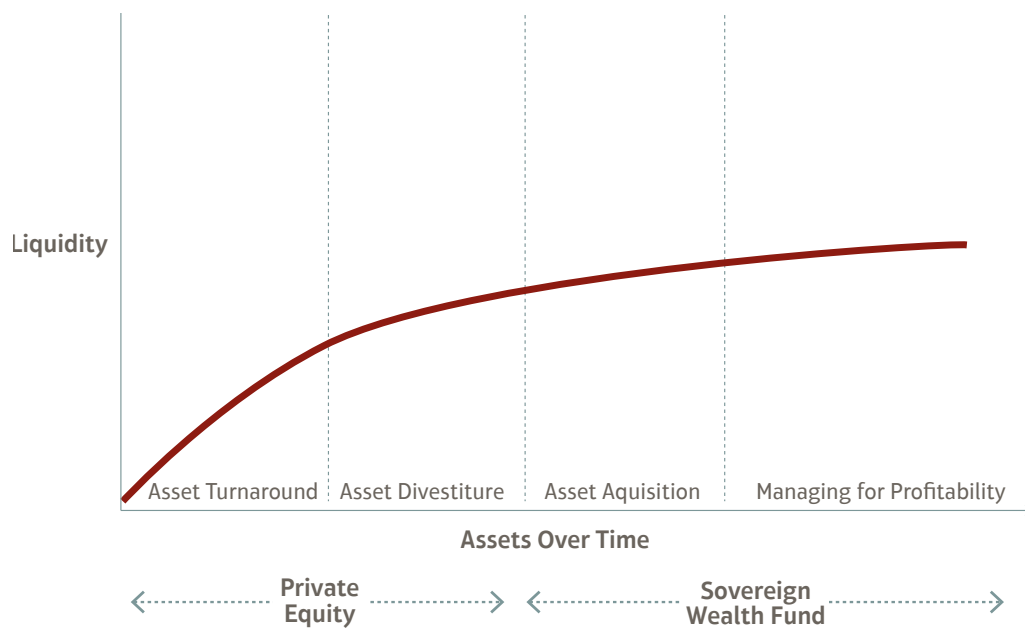 Liquidity
Asset Turnaround
Asset Divestiture
Asset Aquisition
Managing for Profitability
Assets Over Time
Private
Equity
Sovereign
Wealth Fund